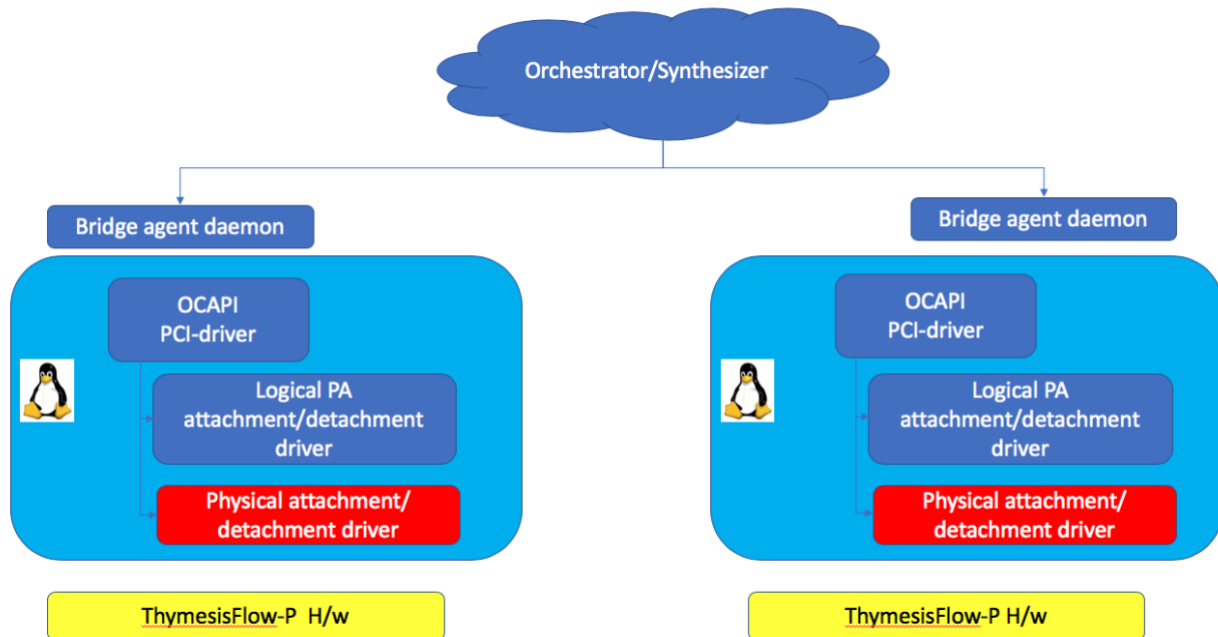 Orchestrator/Synthesizer
Bridge agent daemon
OCAPI
PCI-driver
Logical PA
attachment/detachment
driver
Physical attachment/
detachment driver
ThymesisFlow-P H/w
Bridge agent daemon
OCAPI
PCI-driver
Logical PA
attachment/detachment
driver
Physical attachment/
detachment driver
ThymesisFlow-P H/w